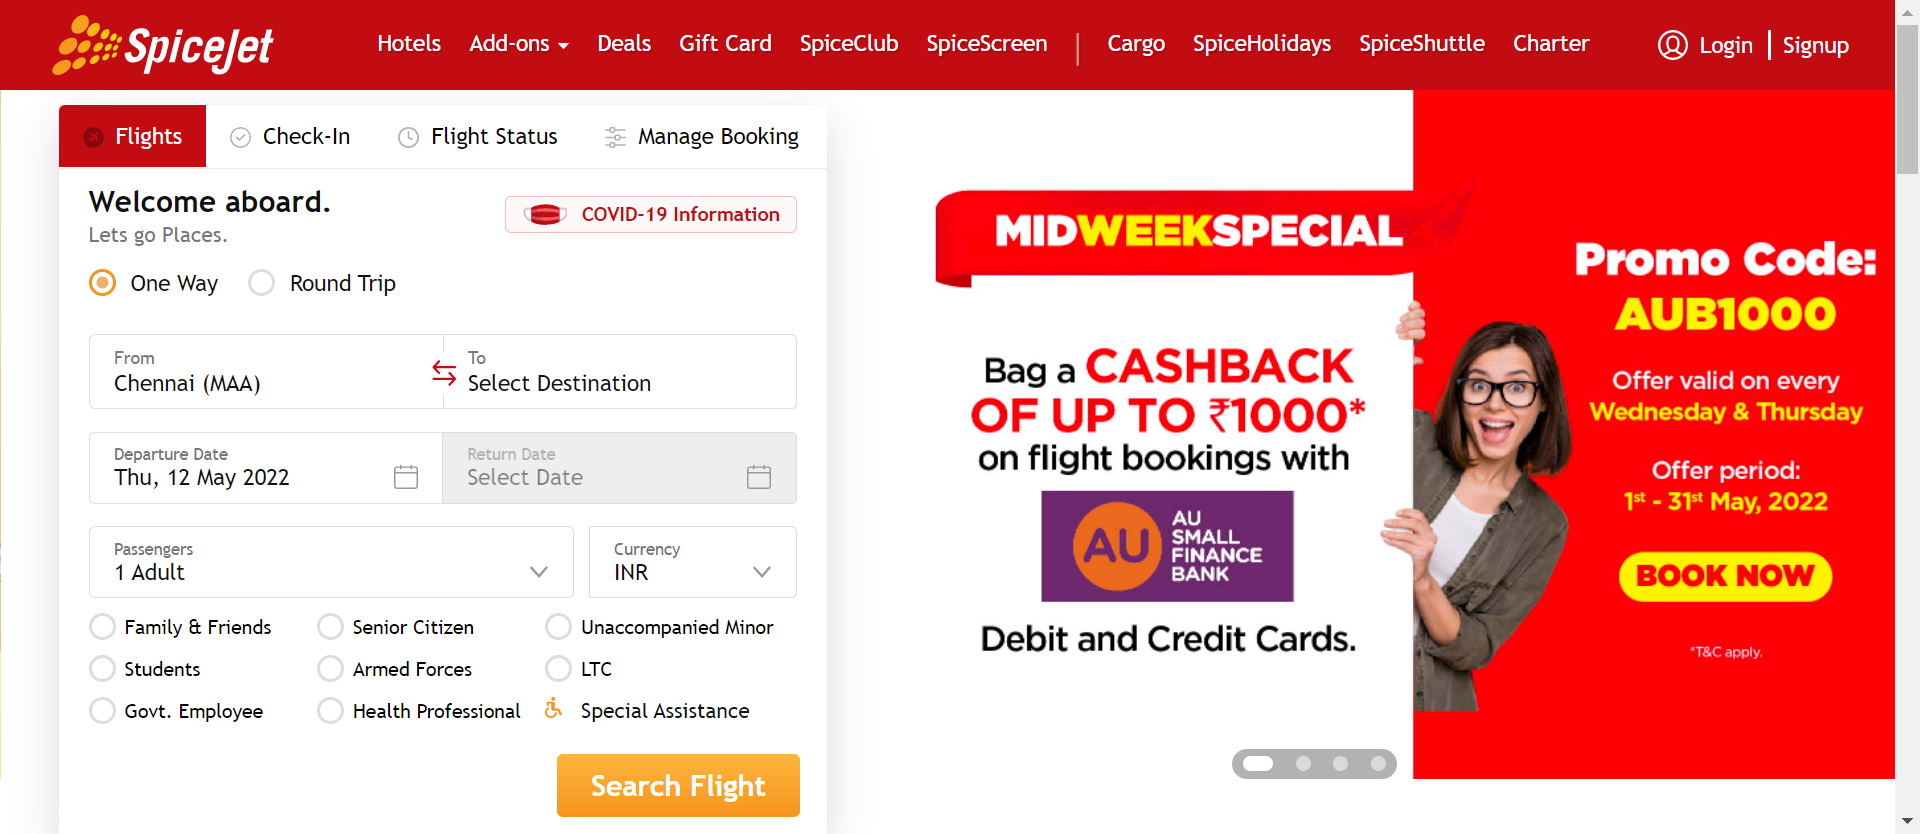 SpiceJet
Hotels Add-ons Deals Gift Card SpiceClub SpiceScreen | Cargo SpiceHolidays SpiceShuttle Charter Login | Signup
Flights Check-In Flight Status Manage Booking
Welcome aboard.
Lets go Places.
COVID-19 Information
One Way Round Trip
From
Chennai (MAA)
To
Select Destination
Departure Date
Thu, 12 May 2022
Return Date
Select Date
Passengers
1 Adult
Currency
INR
Family & Friends Senior Citizen Unaccompanied Minor
Students Armed Forces LTC
Govt. Employee Health Professional Special Assistance
Search Flight
MIDWEEKSPECIAL
Bag a CASHBACK
OF UP TO ₹1000*
on flight bookings with
AU
AU
SMALL
FINANCE
BANK
Debit and Credit Cards.
Promo Code:
AUB1000
Offer valid on every
Wednesday & Thursday
Offer period:
1st - 31st May, 2022
BOOK NOW
*T&C apply.